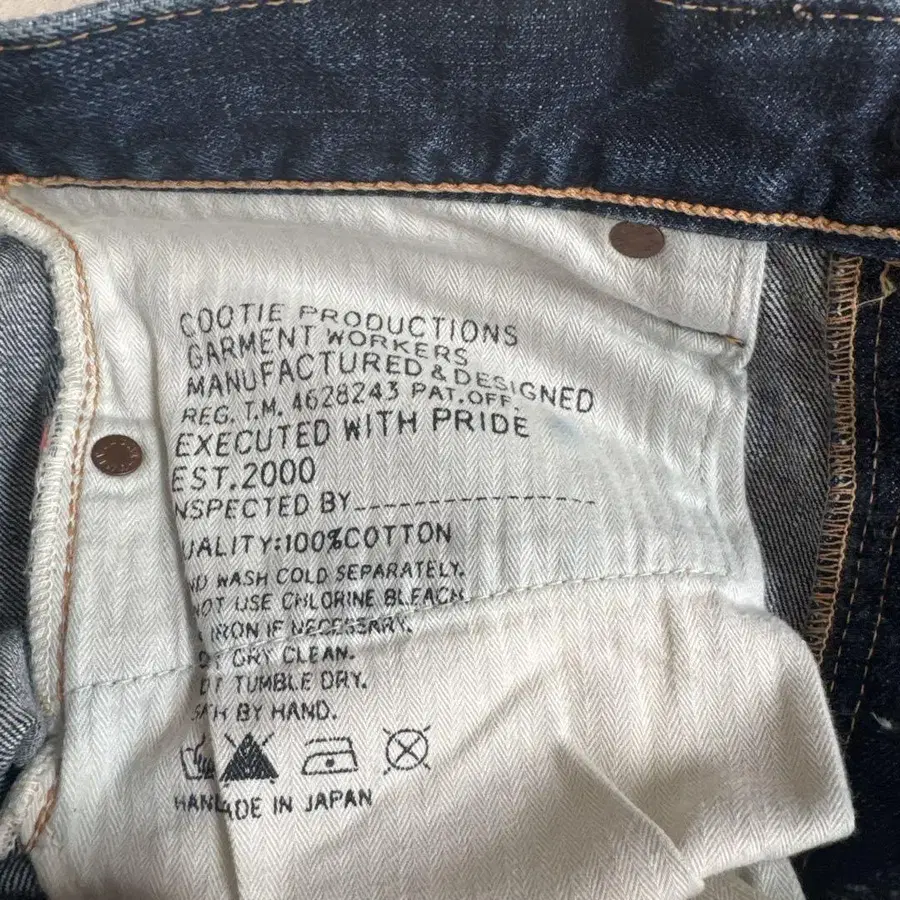 COOTIE PRODUCTIONS
GARMENT WORKERS
MANUFACTURED & DESIGNED
REG. T.M. 4628243 PAT.OFF.
EXECUTED WITH PRIDE
EST.2000
NSPECTED BY
UALITY:100%COTTON
WASH COLD SEPARATELY.
NOT USE CHLORINE BLEACH.
IRON IF NECESSARY.
DRY CLEAN.
TUMBLE DRY.
BY HAND.
MADE IN JAPAN